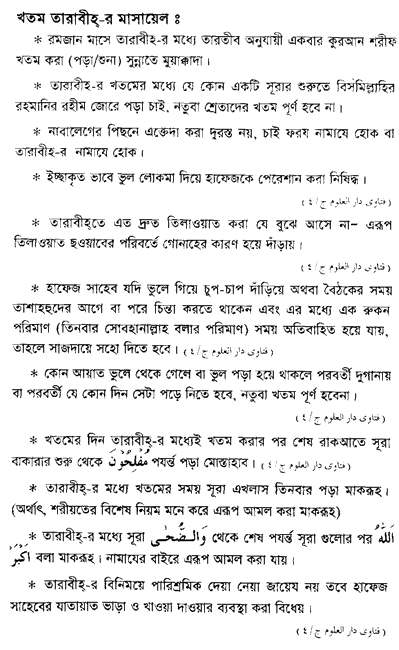 খতম তারাবীহ্-র মাসায়েল ঃ
* রমজান মাসে তারাবীহ্-র মধ্যে তারতীব অনুযায়ী একবার কুরআন শরীফ
খতম করা (পড়া/শুনা) সুন্নাতে মুয়াক্কাদা।
* তারাবীহ্-র খতমের মধ্যে যে কোন একটি সূরার শুরুতে বিসমিল্লাহির
রহমানির রহীম জোরে পড়া চাই, নতুবা শ্রোতাদের খতম পূর্ণ হবে না।
* নাবালেগের পিছনে এক্তেদা করা দুরস্ত নয়, চাই ফরয নামাযে হোক বা
তারাবীহ্-র নামাযে হোক।
* ইচ্ছাকৃত ভাবে ভুল লোকমা দিয়ে হাফেজকে পেরেশান করা নিষিদ্ধ।
(فتاوى دار العلوم ج/٤)
* তারাবীহ্‌তে এত দ্রুত তিলাওয়াত করা যে বুঝে আসে না– এরূপ
তিলাওয়াত ছওয়াবের পরিবর্তে গোনাহের কারণ হয়ে দাঁড়ায়।
(فتاوى دار العلوم ج/٤)
* হাফেজ সাহেব যদি ভুলে গিয়ে চুপ-চাপ দাঁড়িয়ে অথবা বৈঠকের সময়
তাশাহহুদের আগে বা পরে চিন্তা করতে থাকেন এবং এর মধ্যে এক রুকন
পরিমাণ (তিনবার সোবহানাল্লাহ বলার পরিমাণ) সময় অতিবাহিত হয়ে যায়,
তাহলে সাজদায়ে সহো দিতে হবে। (فتاوى دار العلوم ج/٤)
* কোন আয়াত ভুলে থেকে গেলে বা ভুল পড়া হয়ে থাকলে পরবর্তী দুগানায়
বা পরবর্তী যে কোন দিন সেটা পড়ে নিতে হবে, নতুবা খতম পূর্ণ হবেনা।
(فتاوى دار العلوم ج/٤)
* খতমের দিন তারাবীহ্-র মধ্যেই খতম করার পর শেষ রাকআতে সূরা
বাকারার শুরু থেকে مُفْلِحُوْنَ পর্যন্ত পড়া মোস্তাহাব। (فتاوى دار العلوم ج/٤)
* তারাবীহ্-র মধ্যে খতমের সময় সূরা এখলাস তিনবার পড়া মাকরূহ।
(অর্থাৎ, শরীয়তের বিশেষ নিয়ম মনে করে এরূপ আমল করা মাকরূহ)
* তারাবীহ্-র মধ্যে সূরা وَالضُّحٰى থেকে শেষ পর্যন্ত সূরা গুলোর পর اَللهُ
اَكْبَرُ বলা মাকরূহ। নামাযের বাইরে এরূপ আমল করা যায়।
* তারাবীহ্-র বিনিময়ে পারিশ্রমিক দেয়া নেয়া জায়েয নয় তবে হাফেজ
সাহেবের যাতায়াত ভাড়া ও খাওয়া দাওয়ার ব্যবস্থা করা বিধেয়।
(فتاوى دار العلوم ج/٤)